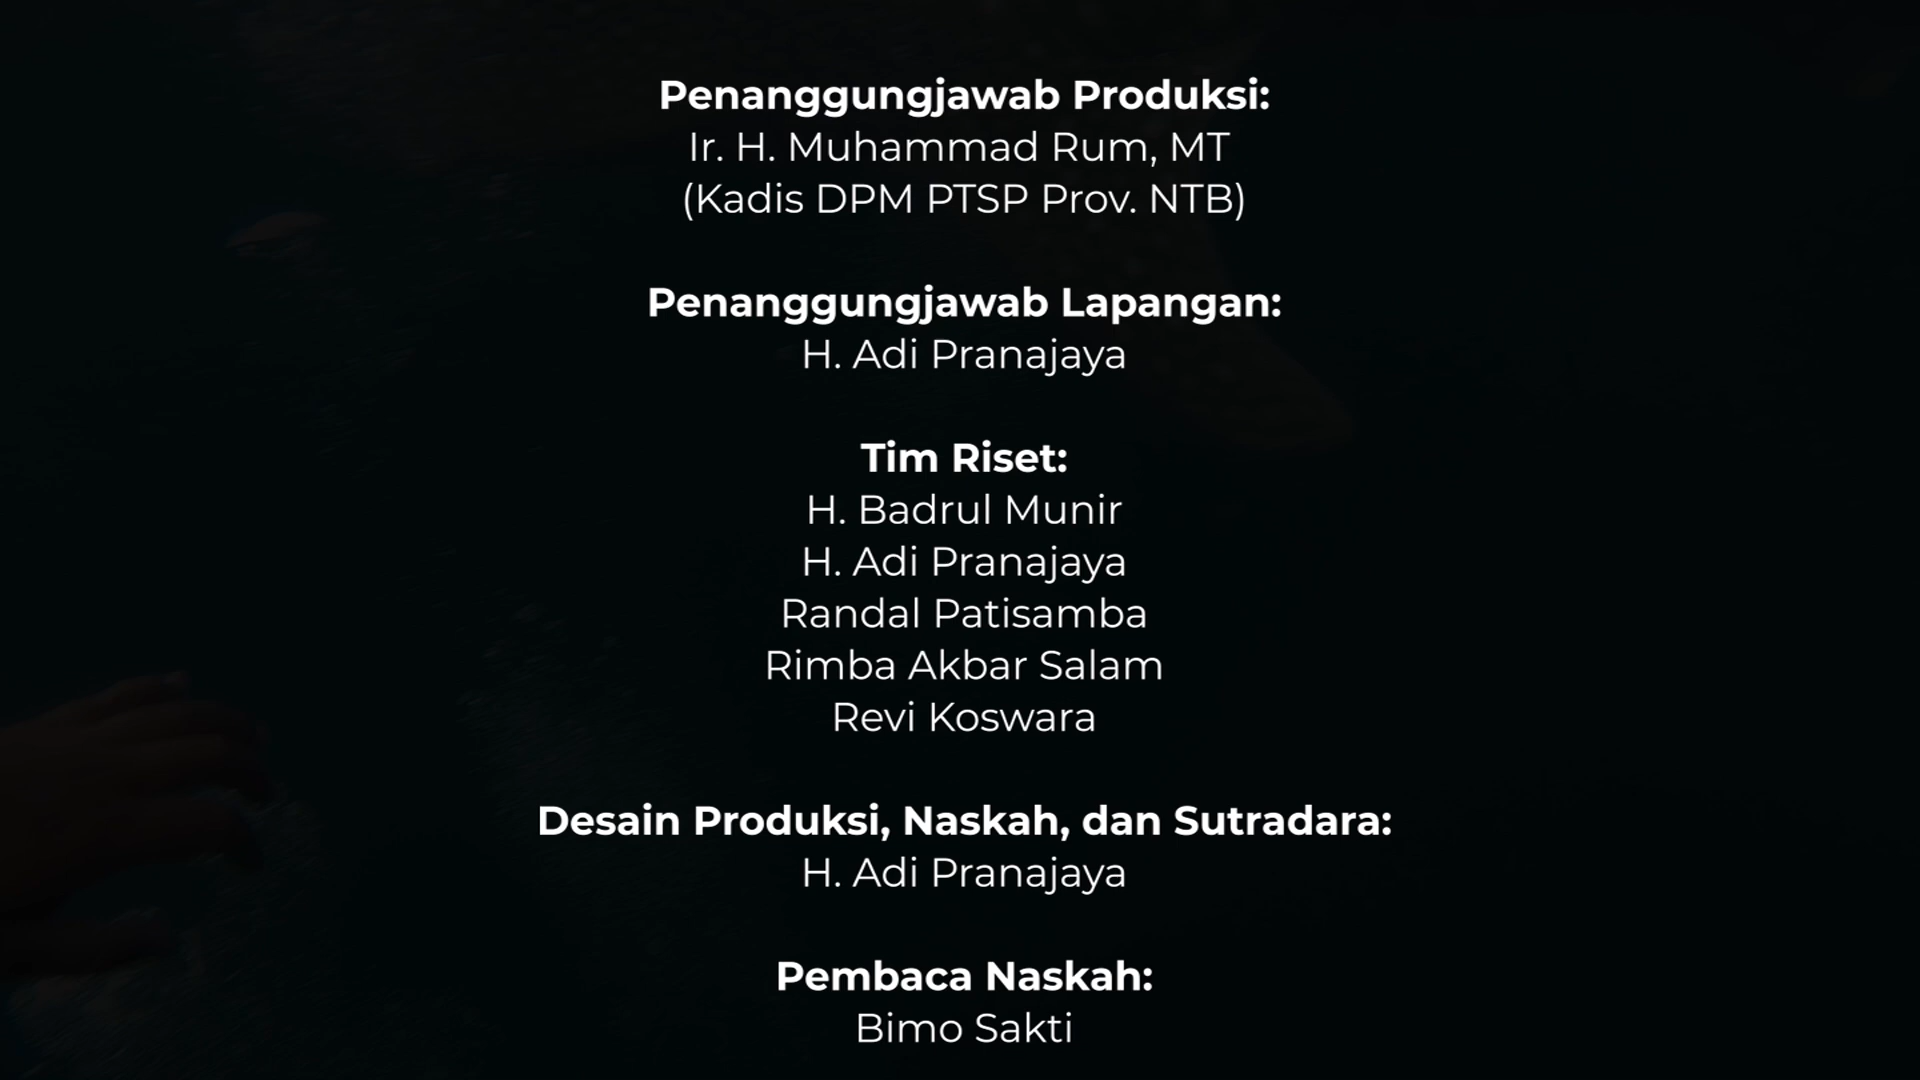 Penanggungjawab Produksi:
Ir. H. Muhammad Rum, MT
(Kadis DPM PTSP Prov. NTB)
Penanggungjawab Lapangan:
H. Adi Pranajaya
Tim Riset:
H. Badrul Munir
H. Adi Pranajaya
Randal Patisamba
Rimba Akbar Salam
Revi Koswara
Desain Produksi, Naskah, dan Sutradara:
H. Adi Pranajaya
Pembaca Naskah:
Bimo Sakti